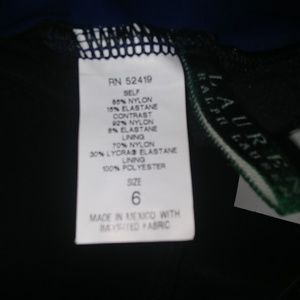 RN 52419
SELF
85% NYLON
15% ELASTANE
CONTRAST
92% NYLON
8% ELASTANE
LINING
70% NYLON
30% LYCRA® ELASTANE
LINING
100% POLYESTER
SIZE
6
MADE IN MEXICO WITH
IMPORTED FABRIC
LAUREN
RALPH LAUREN